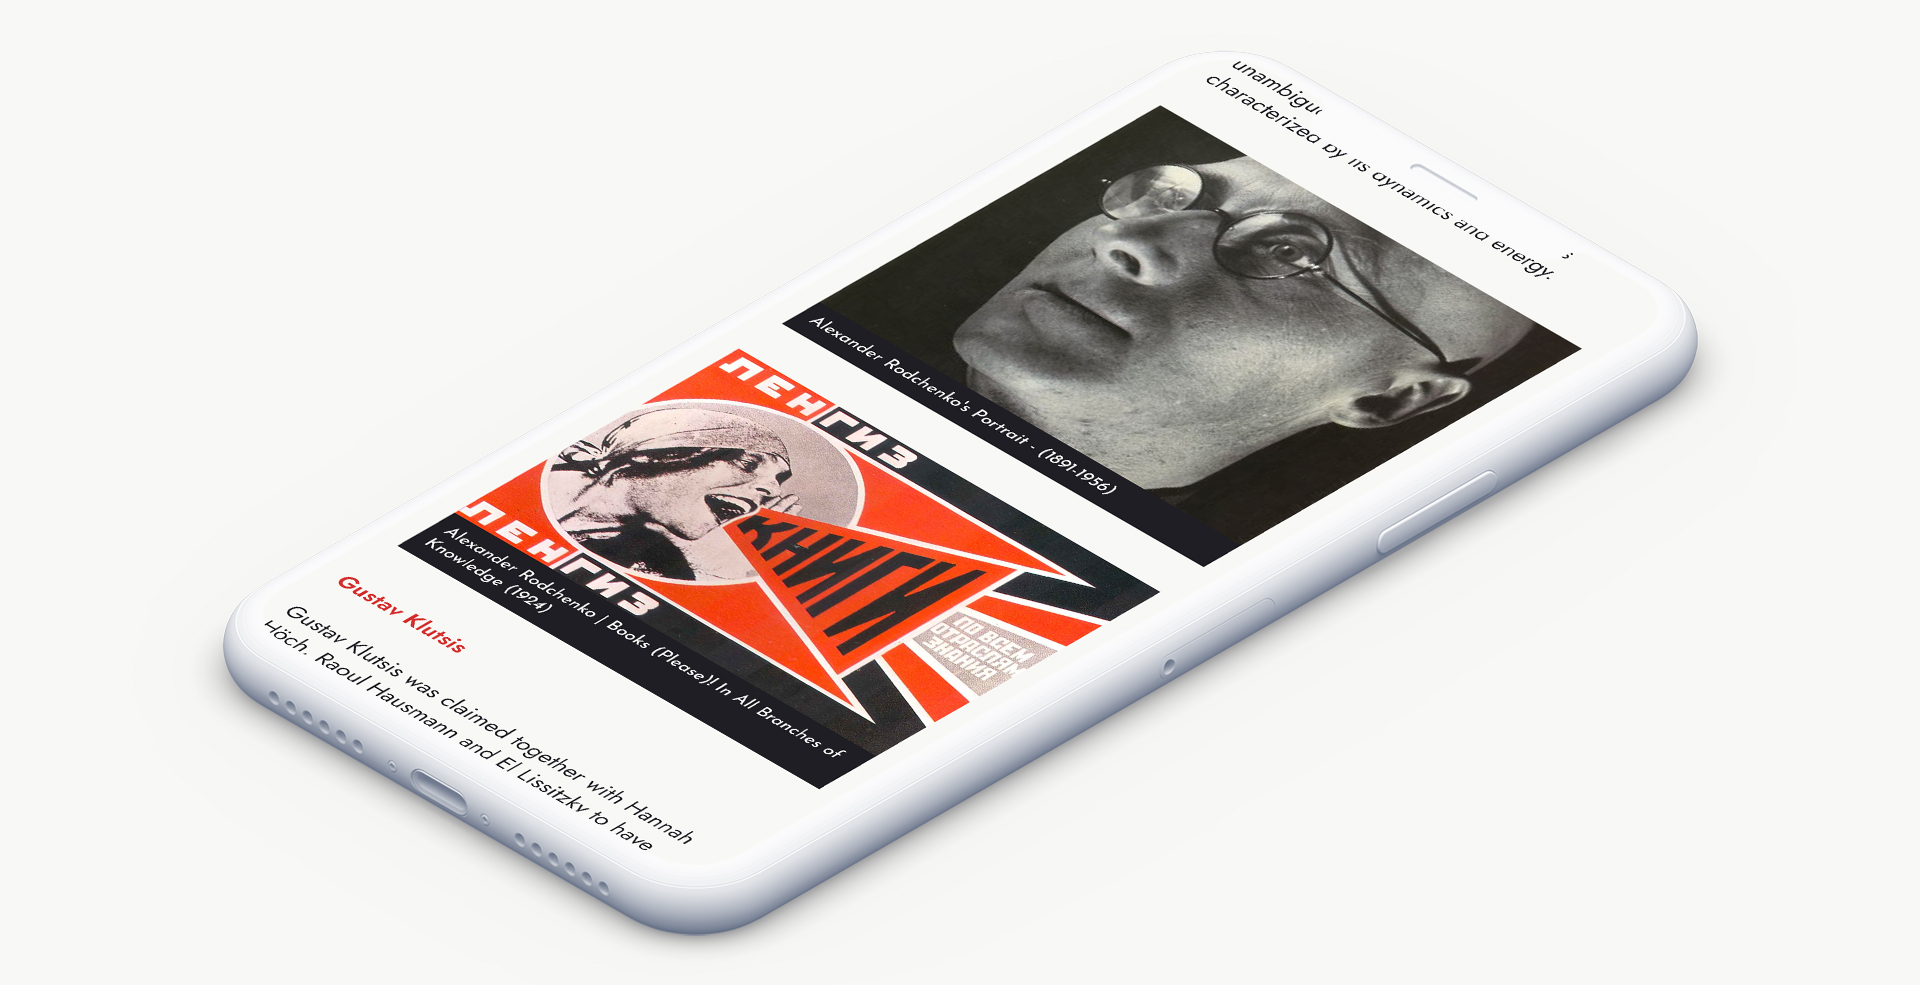 characterized by its dynamics and energy.
Alexander Rodchenko's Portrait - (1891-1956)
ЛЕНГИЗ
КНИГИ
ПО ВСЕМ
ОТРАСЛЯМ
ЗНАНИЯ
ЛЕНГИЗ
Alexander Rodchenko | Books (Please)! In All Branches of
Knowledge (1924)
Gustav Klutsis
Gustav Klutsis was claimed together with Hannah
Höch, Raoul Hausmann and El Lissitzky to have